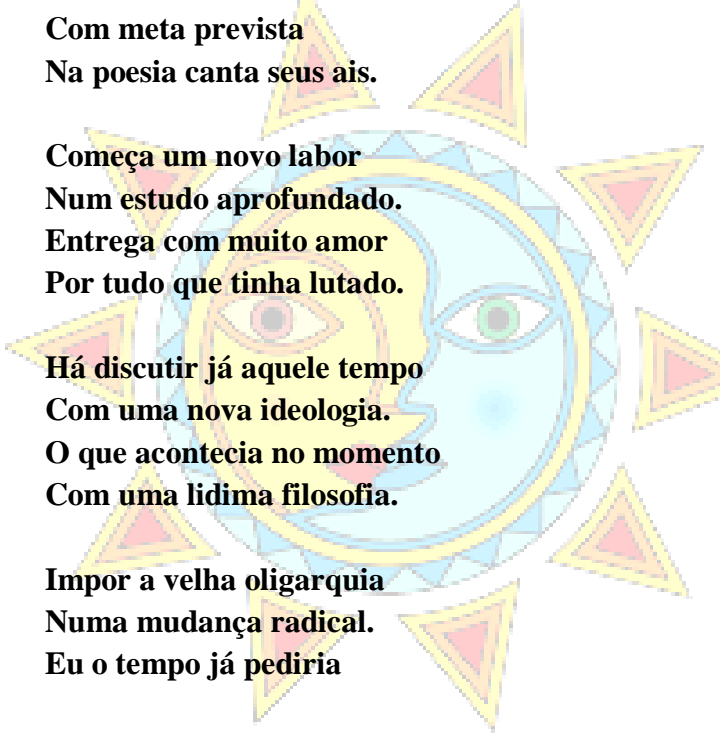 Com meta prevista
Na poesia canta seus ais.
Começa um novo labor
Num estudo aprofundado.
Entrega com muito amor
Por tudo que tinha lutado.
Há discutir já aquele tempo
Com uma nova ideologia.
O que acontecia no momento
Com uma lidima filosofia.
Impor a velha oligarquia
Numa mudança radical.
Eu o tempo já pediria